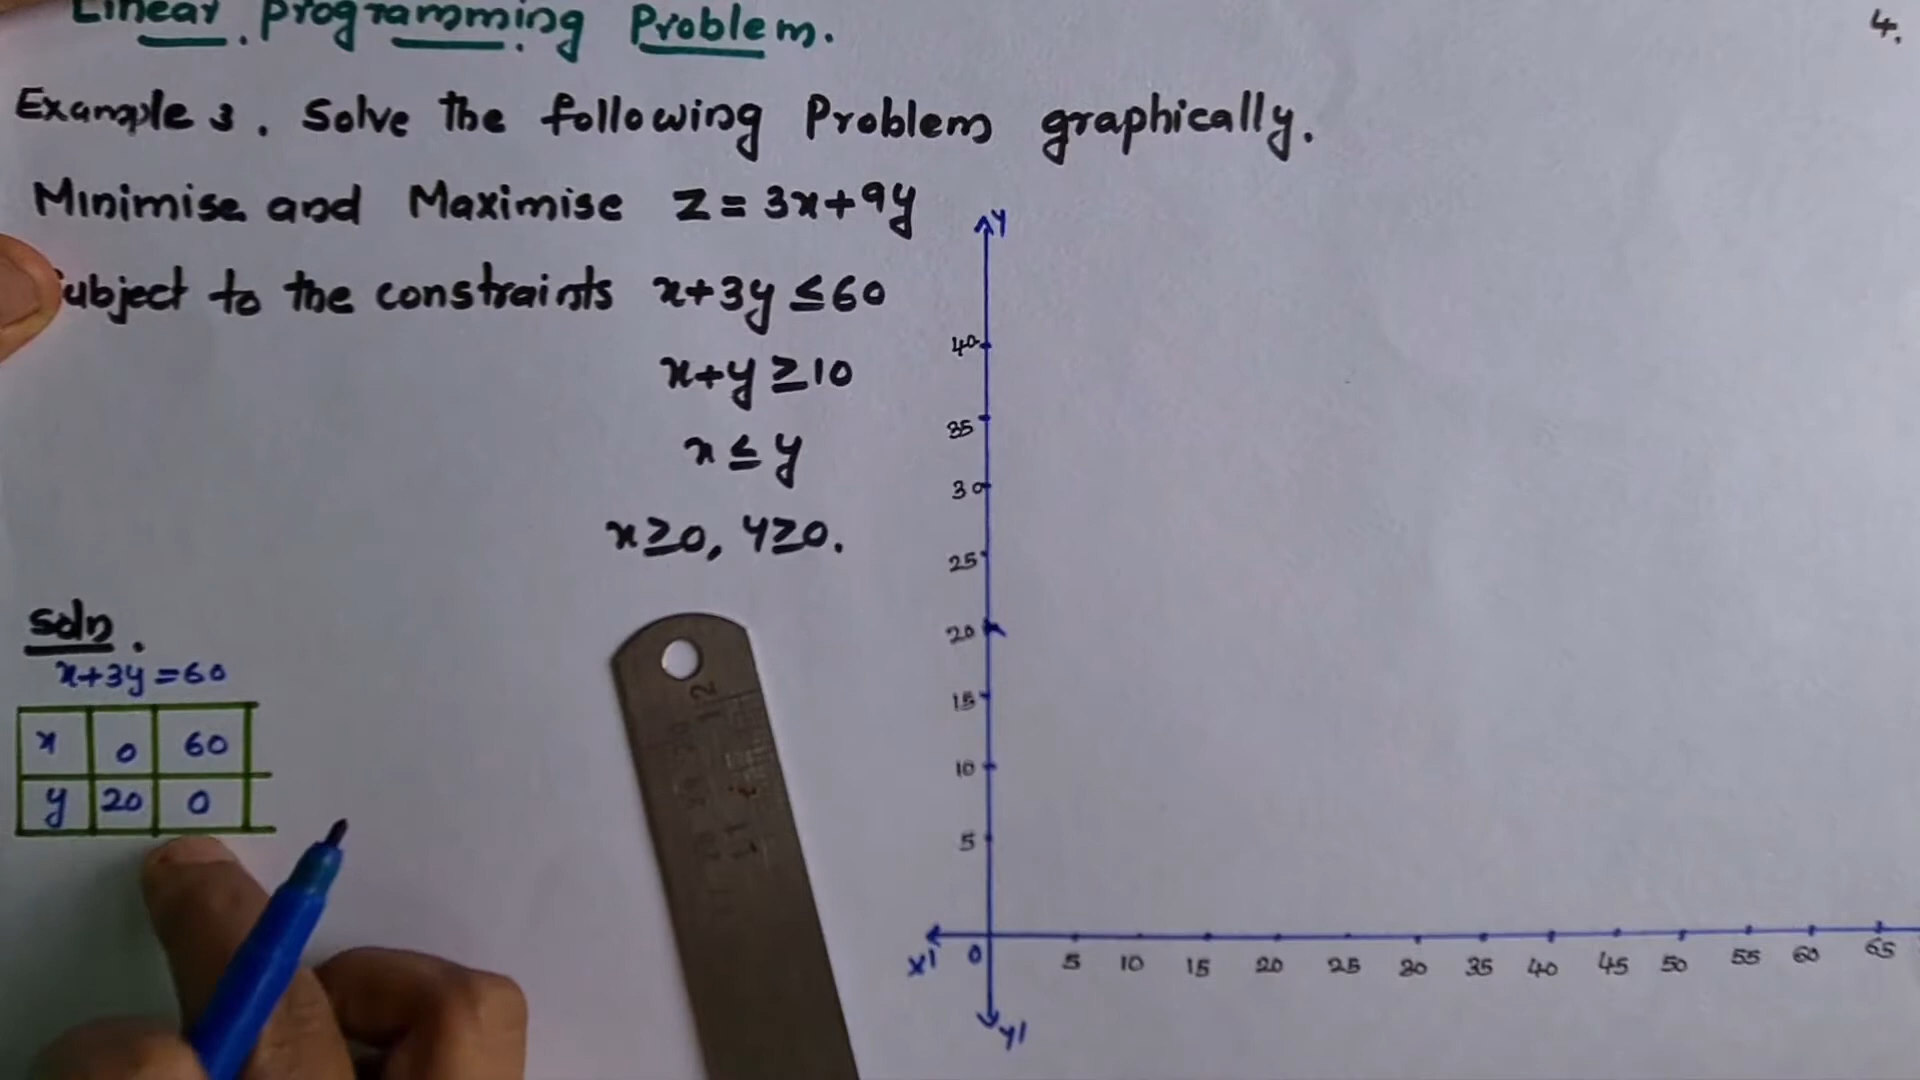 Linear Programming Problem.
4.
Example 3. Solve the following Problem graphically.
Minimise and Maximise Z = 3x+9y
Subject to the constraints x+3y ≤ 60
x+y ≥ 10
x ≤ y
x ≥ 0, y ≥ 0.
Soln.
x+3y = 60
x 0 60
y 20 0
Y
40
35
30
25
20
15
10
5
X' 0 5 10 15 20 25 30 35 40 45 50 55 60 65
Y'
12